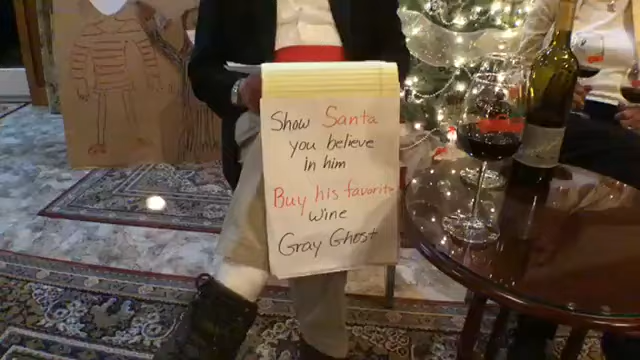 Show Santa
you believe
in him
Buy his favorite
wine
Gray Ghost